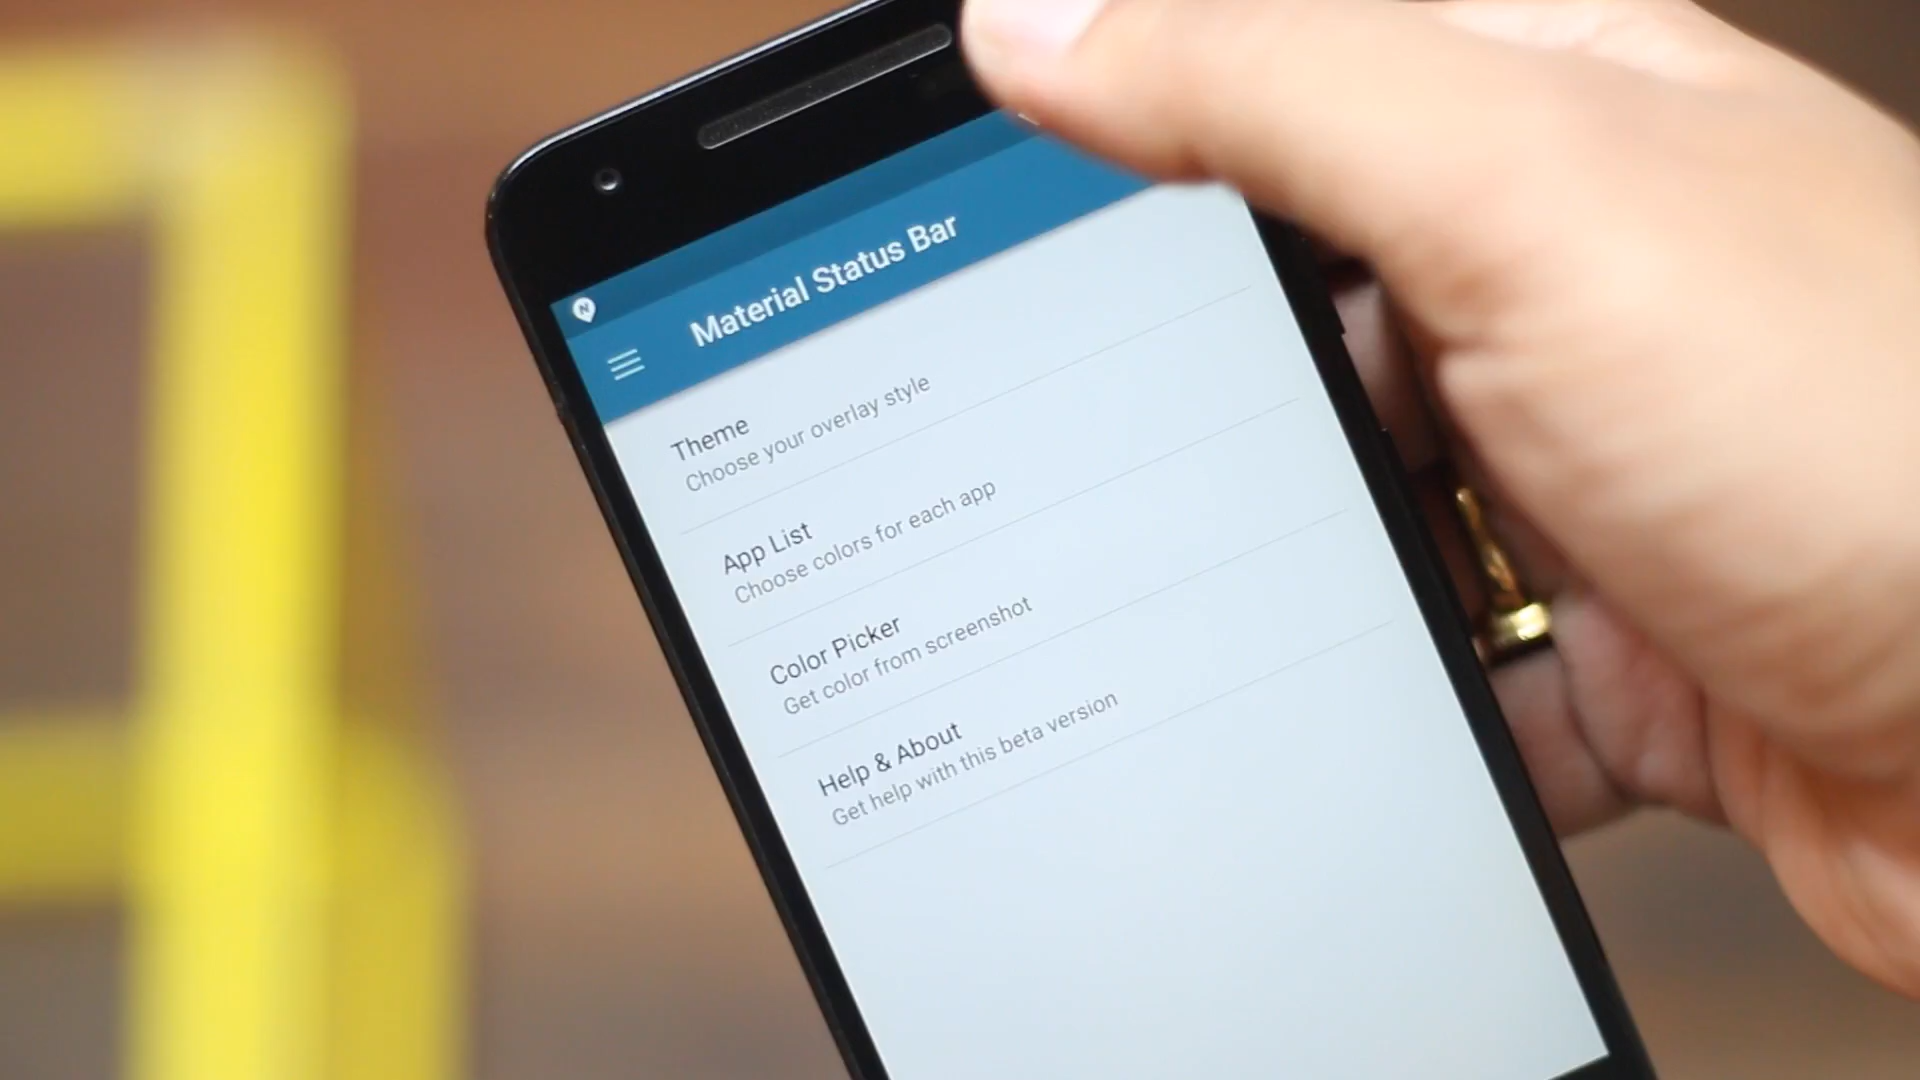 N
Material Status Bar
Theme
Choose your overlay style
App List
Choose colors for each app
Color Picker
Get color from screenshot
Help & About
Get help with this beta version